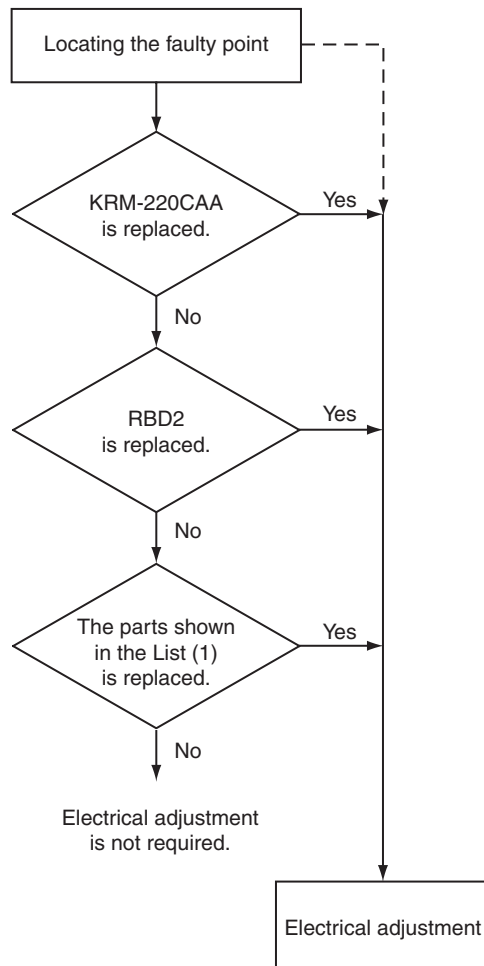 Locating the faulty point
KRM-220CAA
is replaced.
Yes
No
RBD2
is replaced.
Yes
No
The parts shown
in the List (1)
is replaced.
Yes
No
Electrical adjustment
is not required.
Electrical adjustment